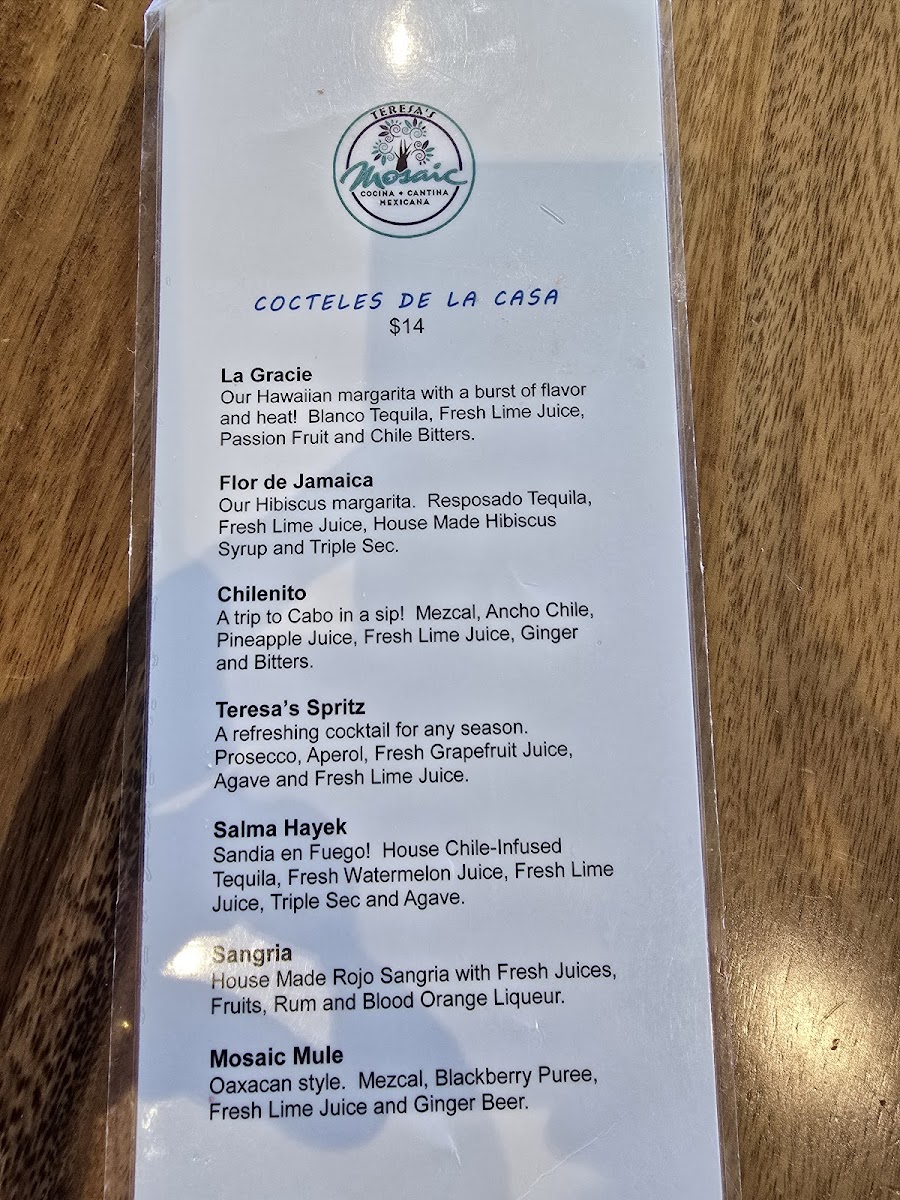 TERESA'S
Mosaic
COCINA + CANTINA
MEXICANA
COCTELES DE LA CASA
$14
La Gracie
Our Hawaiian margarita with a burst of flavor
and heat!  Blanco Tequila, Fresh Lime Juice,
Passion Fruit and Chile Bitters.
Flor de Jamaica
Our Hibiscus margarita.  Resposado Tequila,
Fresh Lime Juice, House Made Hibiscus
Syrup and Triple Sec.
Chilenito
A trip to Cabo in a sip!  Mezcal, Ancho Chile,
Pineapple Juice, Fresh Lime Juice, Ginger
and Bitters.
Teresa’s Spritz
A refreshing cocktail for any season.
Prosecco, Aperol, Fresh Grapefruit Juice,
Agave and Fresh Lime Juice.
Salma Hayek
Sandia en Fuego!  House Chile-Infused
Tequila, Fresh Watermelon Juice, Fresh Lime
Juice, Triple Sec and Agave.
Sangria
House Made Rojo Sangria with Fresh Juices,
Fruits, Rum and Blood Orange Liqueur.
Mosaic Mule
Oaxacan style.  Mezcal, Blackberry Puree,
Fresh Lime Juice and Ginger Beer.